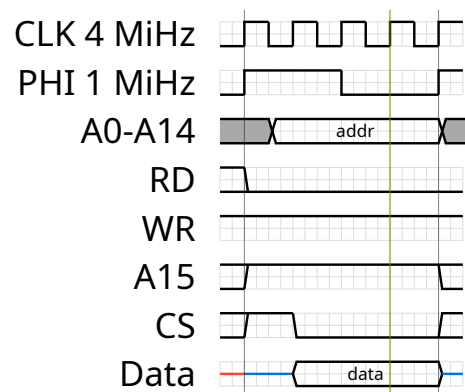 CLK 4 MiHz
PHI 1 MiHz
A0-A14 addr
RD
WR
A15
CS
Data data